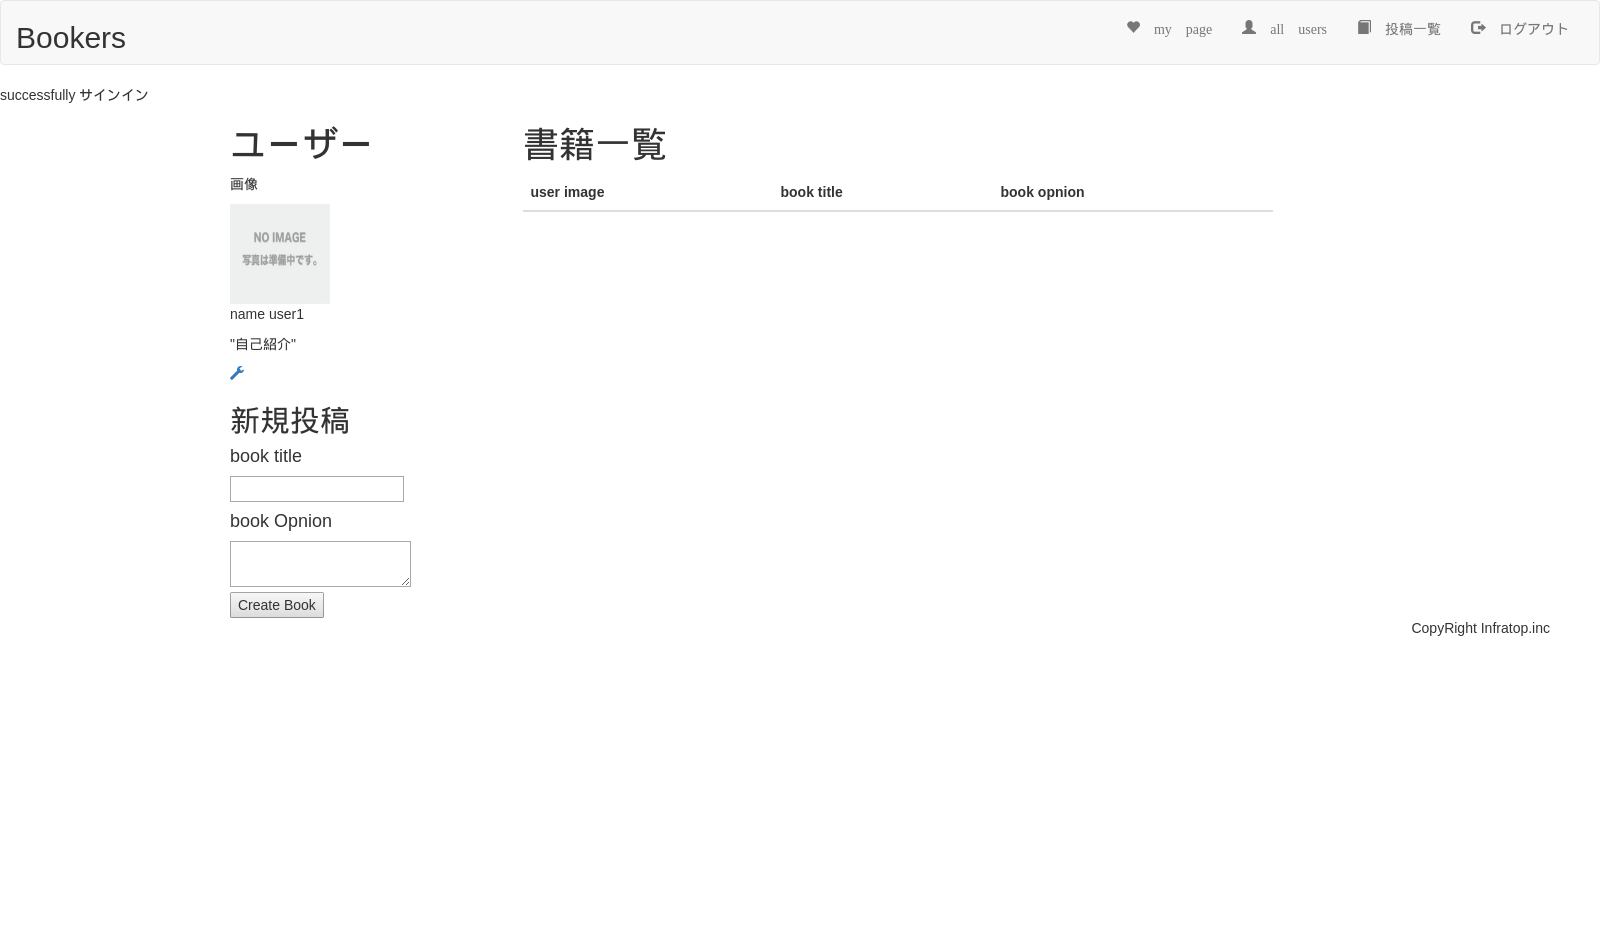 Bookers
my page
all users
投稿一覧
ログアウト
successfully サインイン
ユーザー
画像
NO IMAGE
写真は準備中です。
name user1
"自己紹介"
新規投稿
book title
book Opnion
Create Book
書籍一覧
user image book title book opnion
CopyRight Infratop.inc